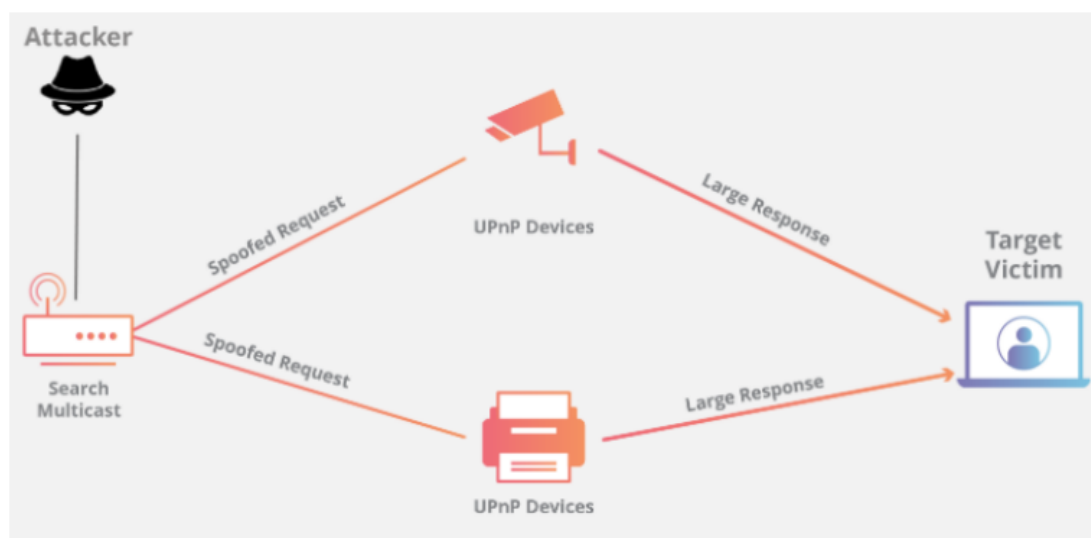 Attacker
Spoofed Request
UPnP Devices
Large Response
Target
Victim
Search
Multicast
Spoofed Request
UPnP Devices
Large Response